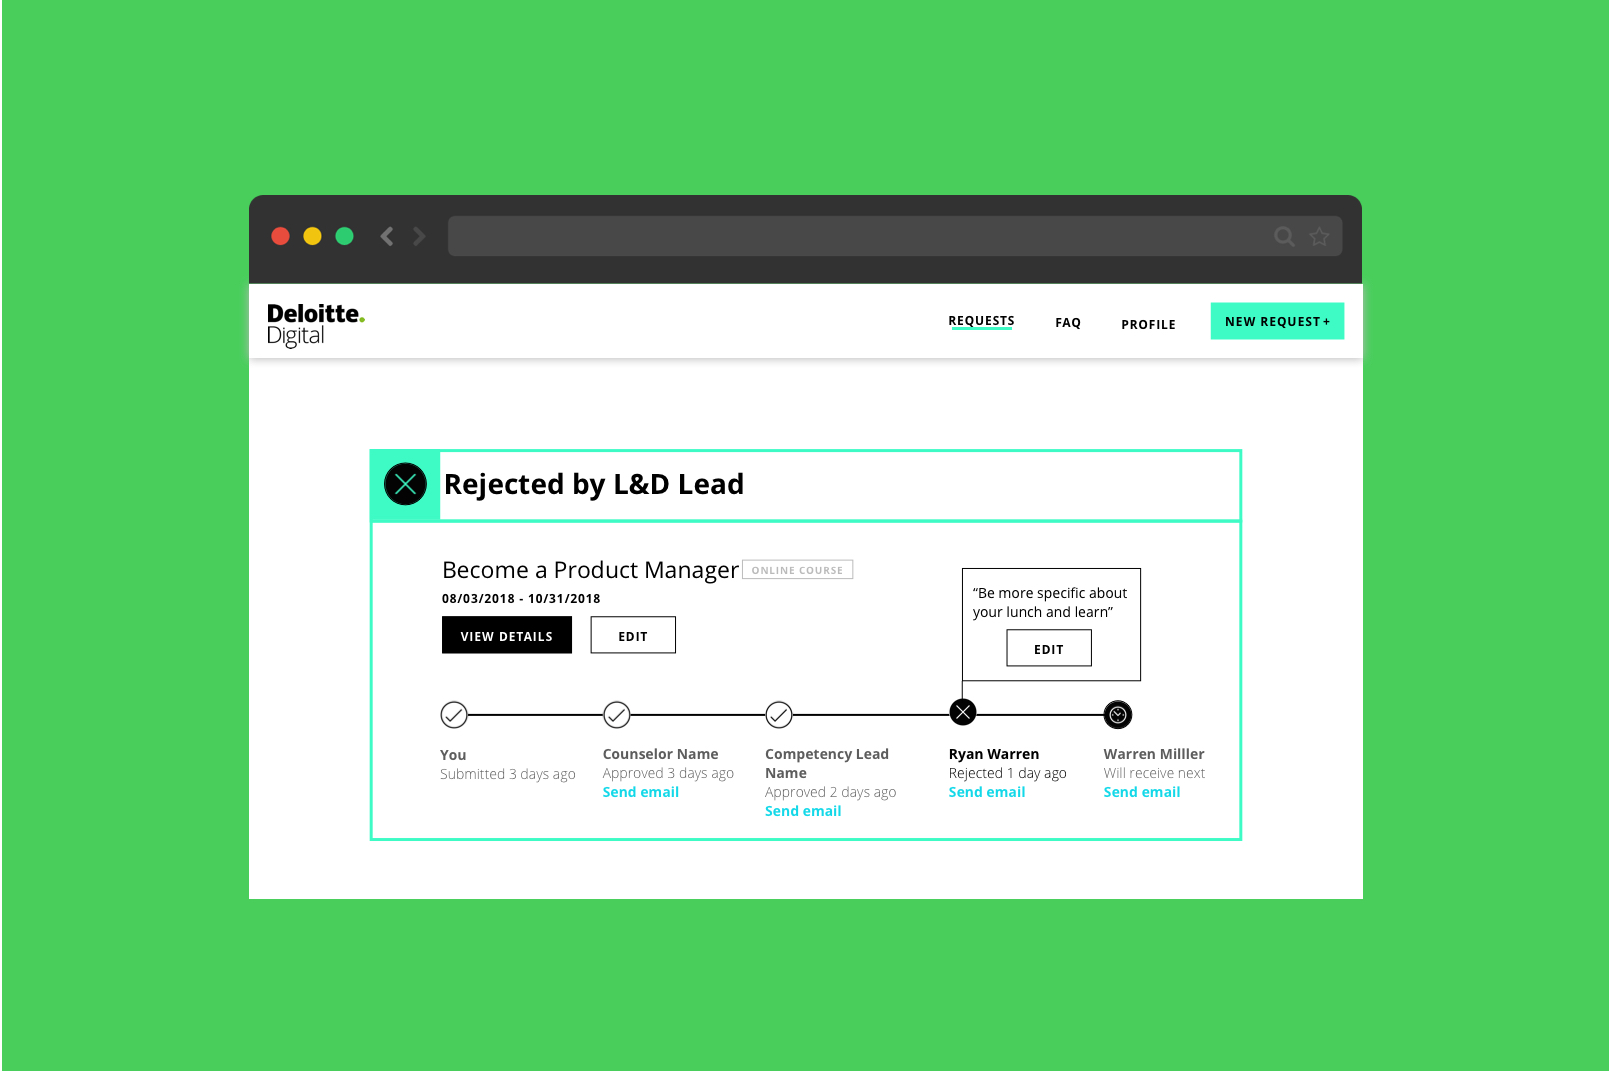 Deloitte.
Digital
REQUESTS
FAQ
PROFILE
NEW REQUEST +
Rejected by L&D Lead
Become a Product Manager
ONLINE COURSE
08/03/2018 - 10/31/2018
VIEW DETAILS
EDIT
“Be more specific about
your lunch and learn”
EDIT
You
Submitted 3 days ago
Counselor Name
Approved 3 days ago
Send email
Competency Lead
Name
Approved 2 days ago
Send email
Ryan Warren
Rejected 1 day ago
Send email
Warren Milller
Will receive next
Send email